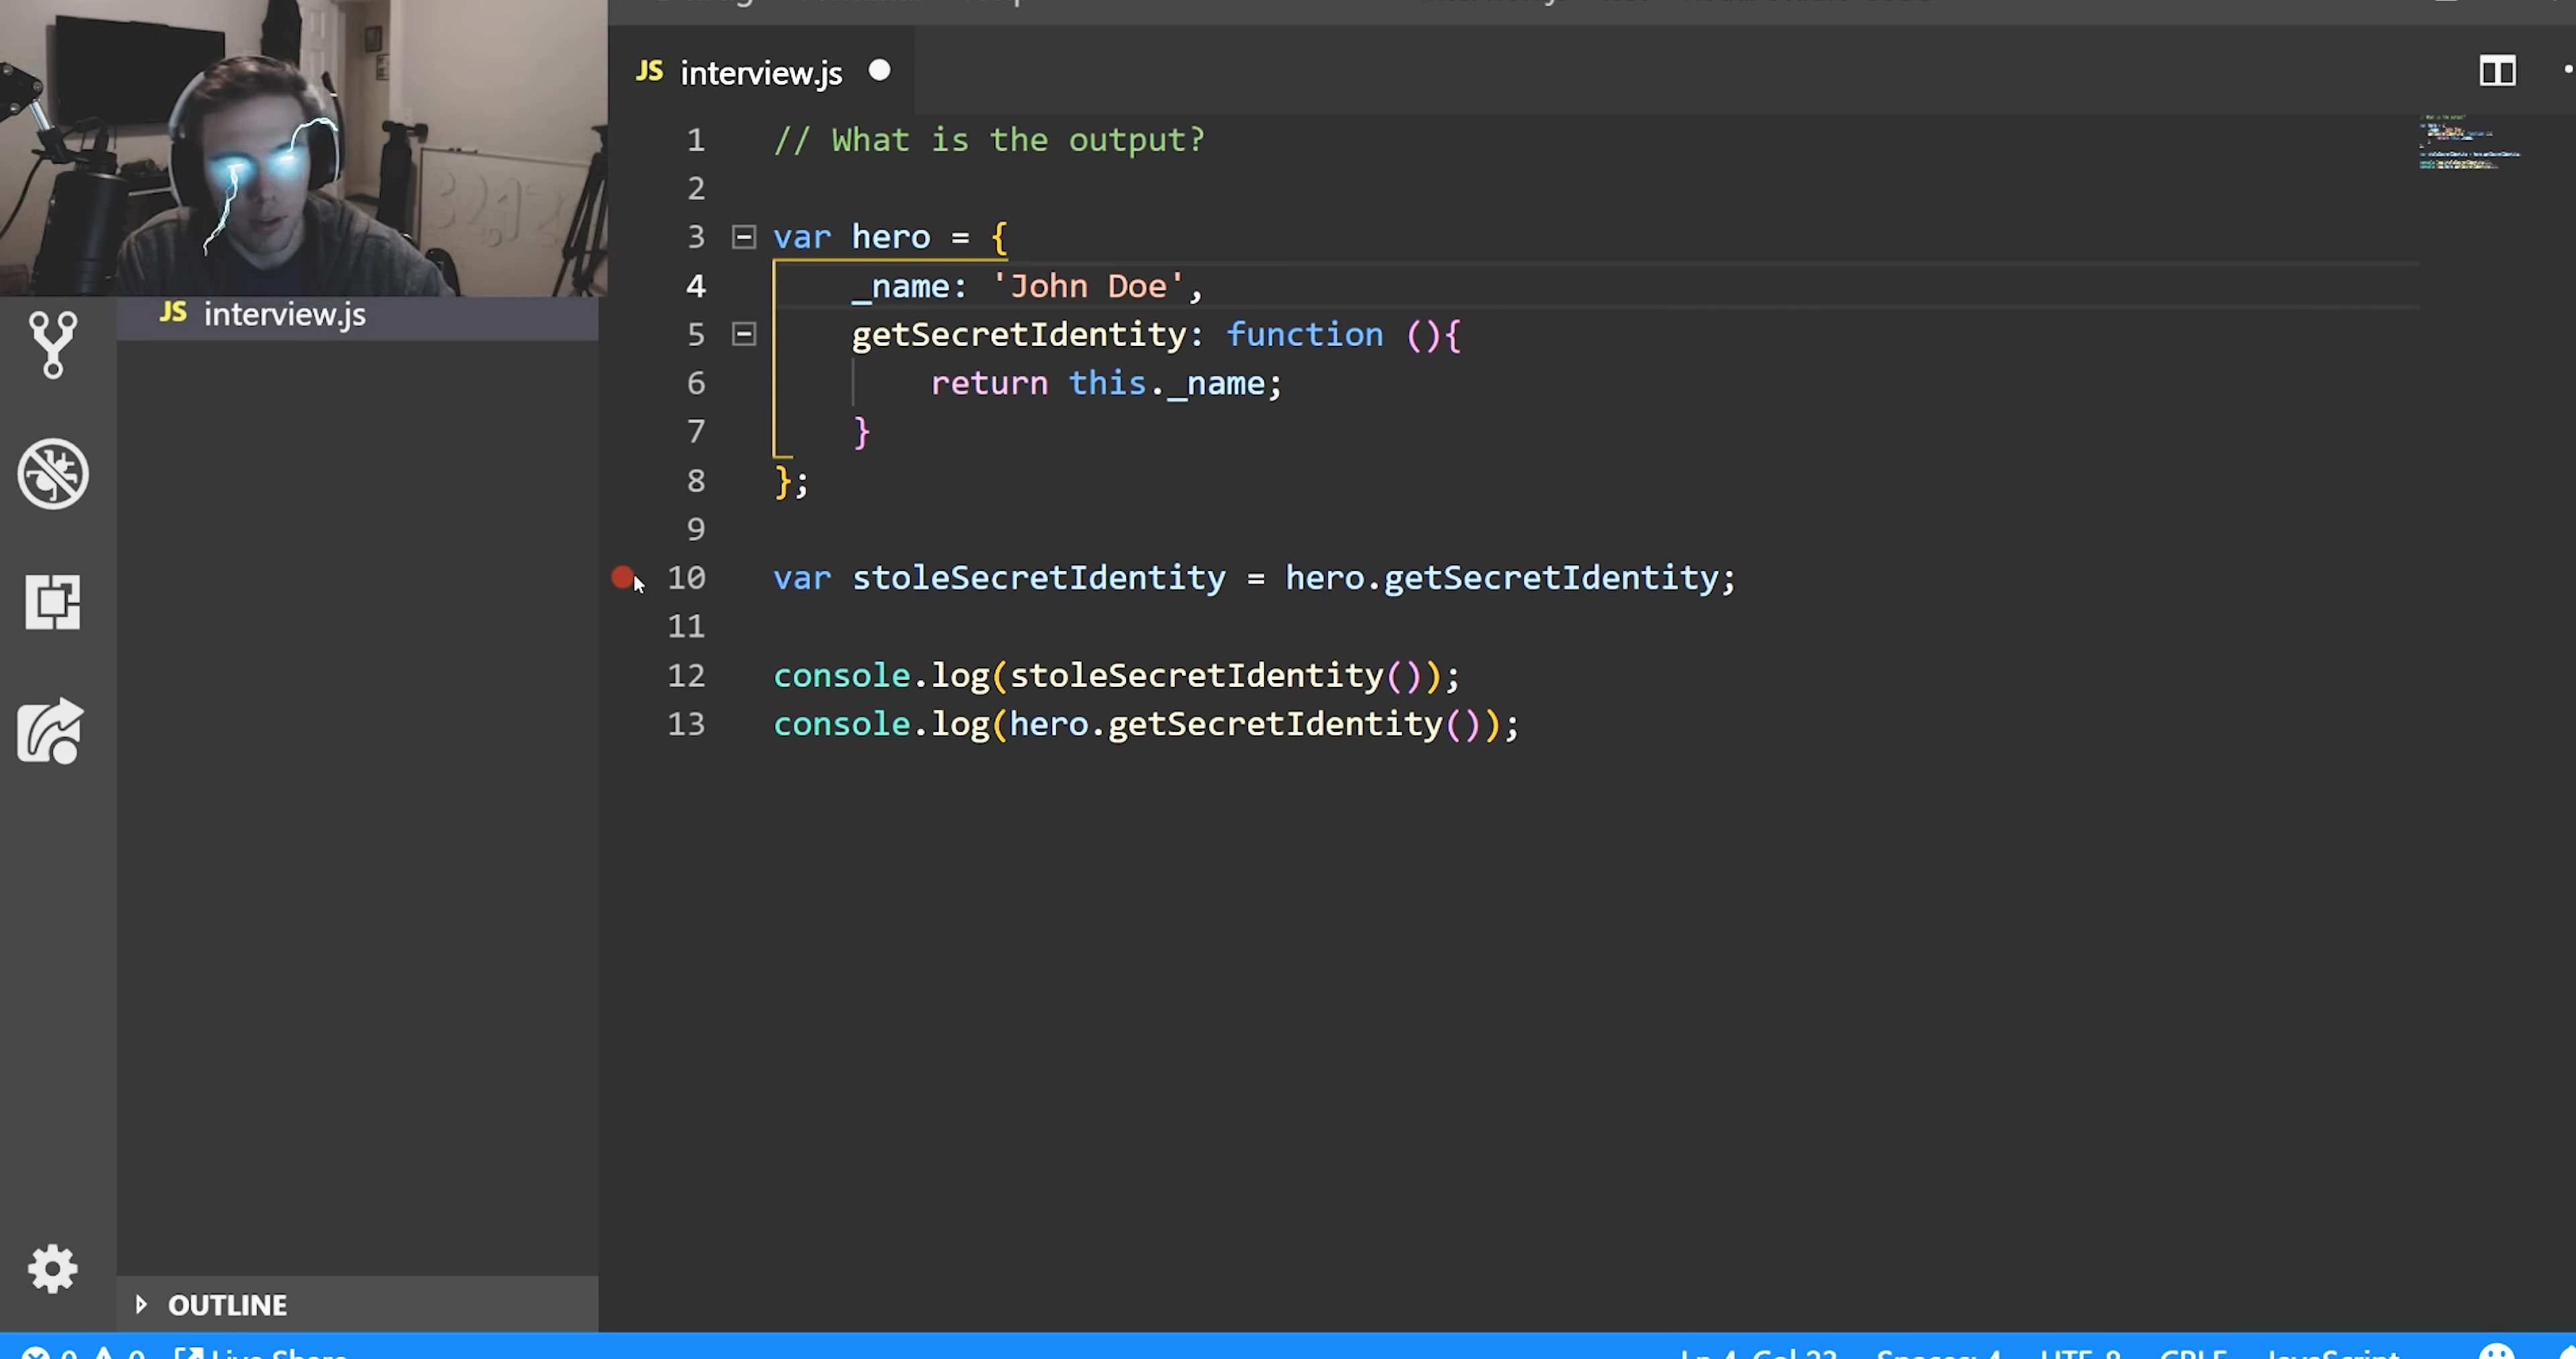 JS interview.js
1 // What is the output?
2
3 var hero = {
4 _name: 'John Doe',
5 getSecretIdentity: function (){
6 return this._name;
7 }
8 };
9
10 var stoleSecretIdentity = hero.getSecretIdentity;
11
12 console.log(stoleSecretIdentity());
13 console.log(hero.getSecretIdentity());
JS interview.js
OUTLINE